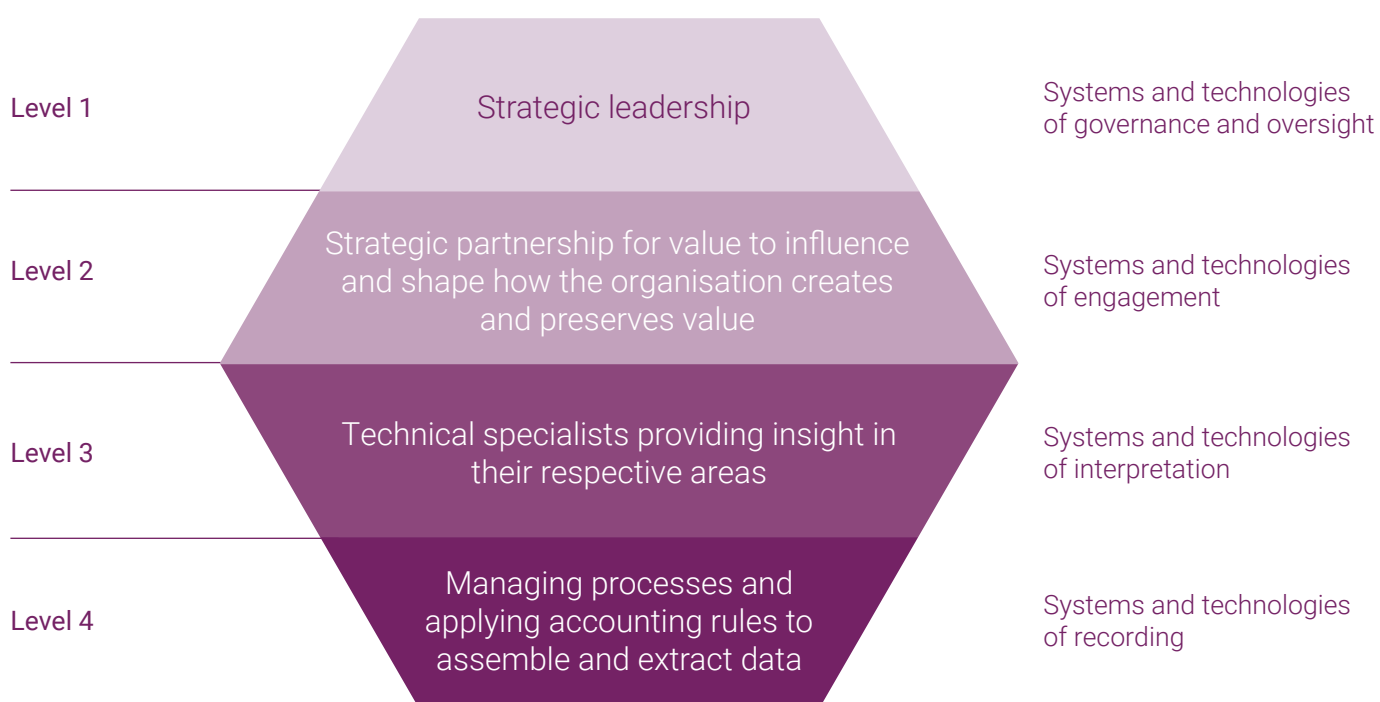 Level 1
Strategic leadership
Systems and technologies
of governance and oversight
Level 2
Strategic partnership for value to influence
and shape how the organisation creates
and preserves value
Systems and technologies
of engagement
Level 3
Technical specialists providing insight in
their respective areas
Systems and technologies
of interpretation
Level 4
Managing processes and
applying accounting rules to
assemble and extract data
Systems and technologies
of recording